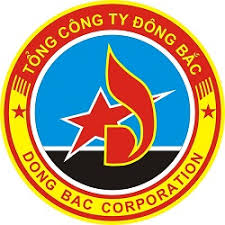 TỔNG CÔNG TY ĐÔNG BẮC
DONG BAC CORPORATION